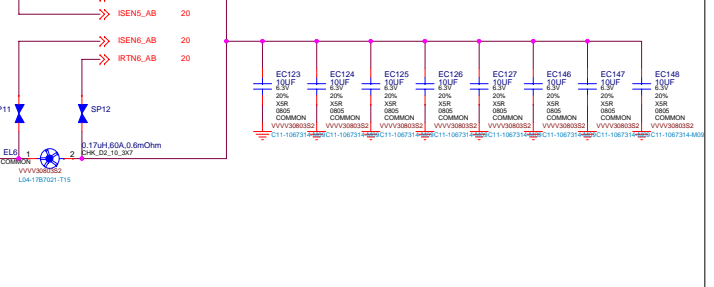 ISEN5_AB 20
ISEN6_AB 20
IRTN6_AB 20
EC123 EC124 EC125 EC126 EC127 EC146 EC147 EC148
10UF 10UF 10UF 10UF 10UF 10UF 10UF 10UF
6.3V 6.3V 6.3V 6.3V 6.3V 6.3V 6.3V 6.3V
20% 20% 20% 20% 20% 20% 20% 20%
X5R X5R X5R X5R X5R X5R X5R X5R
0805 0805 0805 0805 0805 0805 0805 0805
COMMON COMMON COMMON COMMON COMMON COMMON COMMON COMMON
VVVV30803S2 VVVV30803S2 VVVV30803S2 VVVV30803S2 VVVV30803S2 VVVV30803S2 VVVV30803S2 VVVV30803S2
C11-1067314-M09
P11 SP12
0.17uH,60A,0.6mOhm
CHK_D2_10_3X7
EL6 1 2
COMMON
VVVV30803S2
L04-17B7021-T15